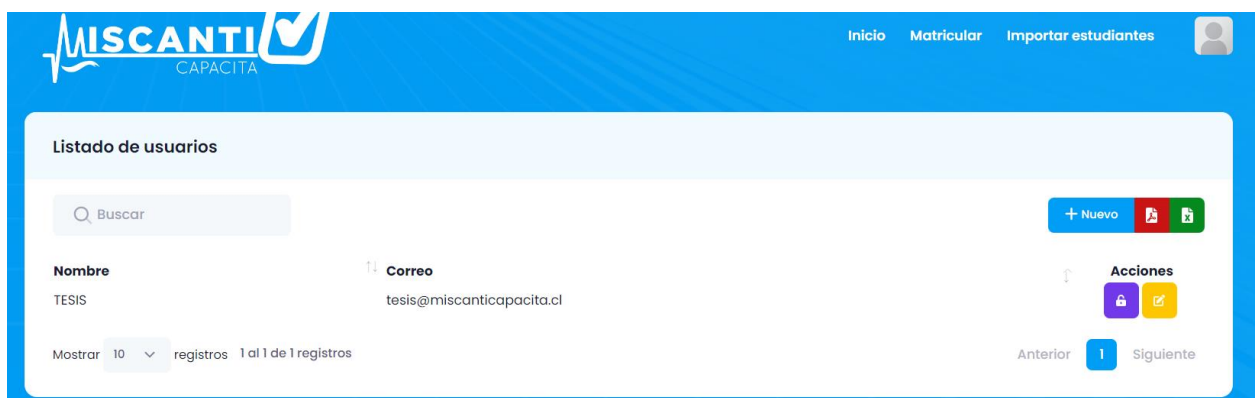 MISCANTI
CAPACITA
Inicio Matricular Importar estudiantes
Listado de usuarios
Buscar
+ Nuevo
Nombre Correo Acciones
TESIS tesis@miscanticapacita.cl
Mostrar 10 registros 1 al 1 de 1 registros
Anterior 1 Siguiente